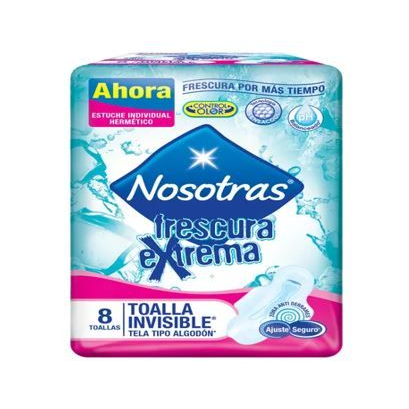 Ahora
ESTUCHE INDIVIDUAL
HERMÉTICO
FRESCURA POR MÁS TIEMPO
CONTROL
OLOR
pH
Nosotras®
frescura
extrema
8
TOALLAS
TOALLA
INVISIBLE®
TELA TIPO ALGODÓN®
Ajuste Seguro®